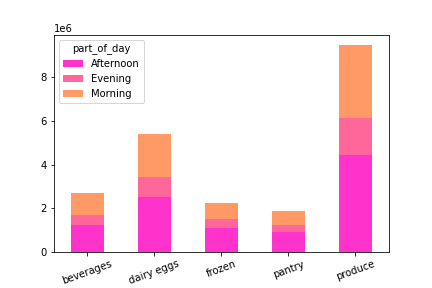 1e6
part_of_day
Afternoon
Evening
Morning
8
6
4
2
0
beverages
dairy eggs
frozen
pantry
produce